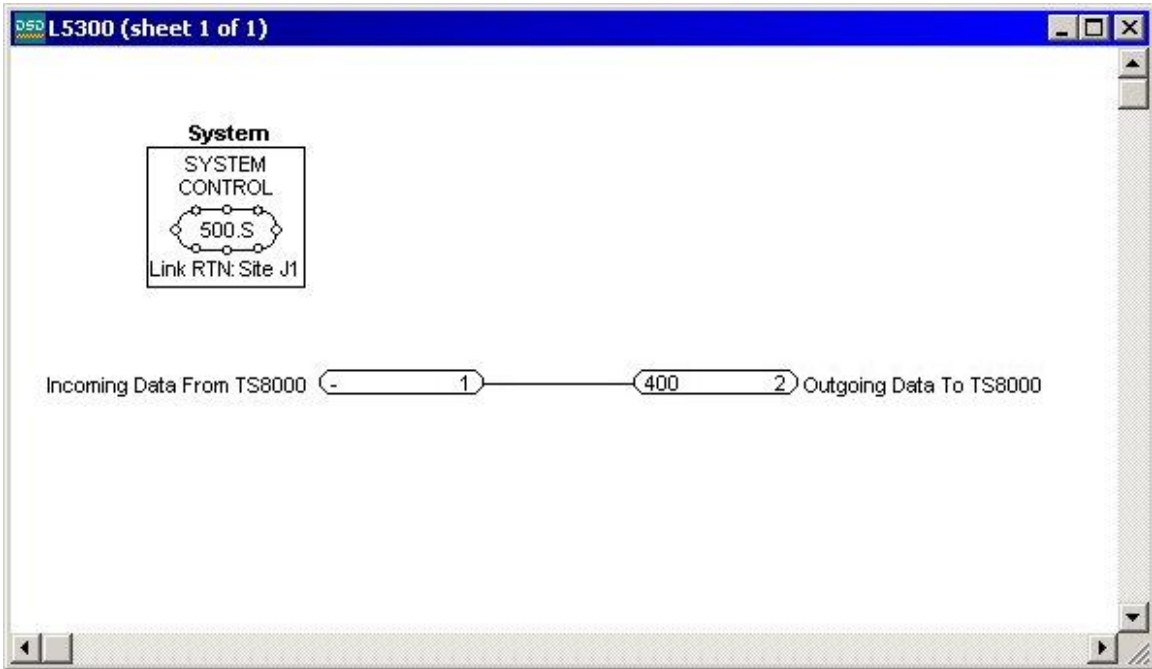 DSD L5300 (sheet 1 of 1)
System
SYSTEM
CONTROL
500.S
Link RTN: Site J1
Incoming Data From TS8000 - 1 400 2 Outgoing Data To TS8000